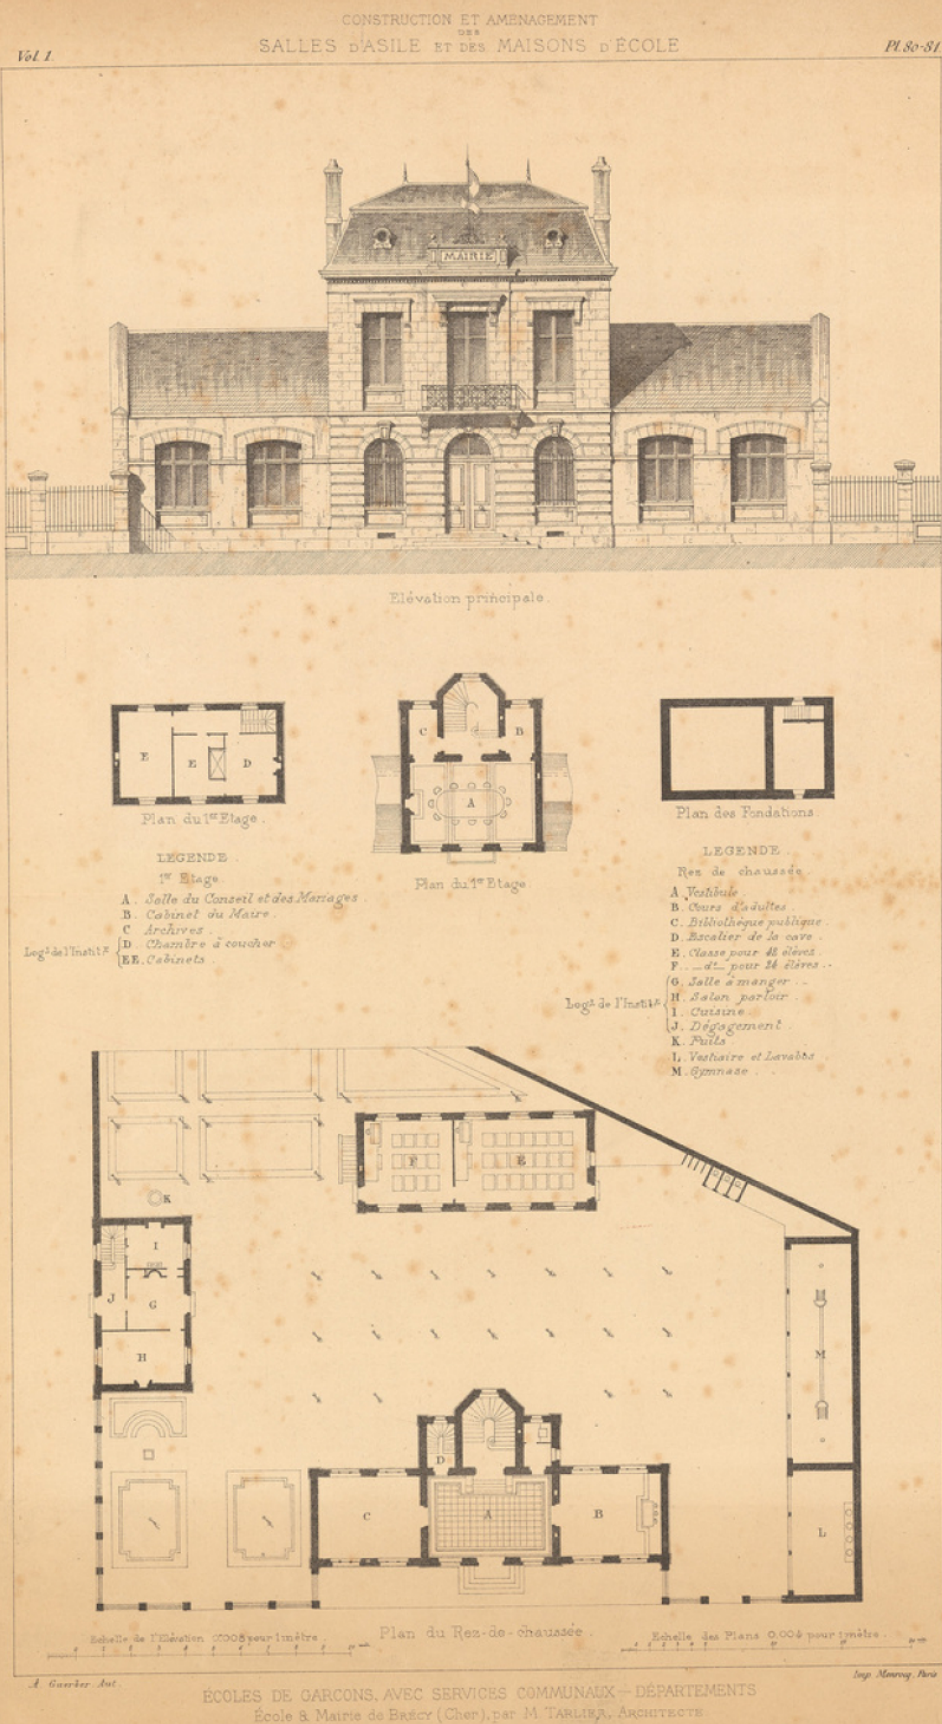 CONSTRUCTION ET AMÉNAGEMENT
DES
SALLES D'ASILE ET DES MAISONS D'ÉCOLE
Vol. 1.
Pl. 80-81.
MAIRIE
Elévation principale.
E E D
C B
A
Plan du 1er Etage.
Plan du 1er Etage.
Plan des Fondations.
LEGENDE.
1er Etage.
A. Salle du Conseil et des Mariages.
B. Cabinet du Maire.
C Archives.
Logt de l'Instit.r
D. Chambre à coucher
EE. Cabinets.
LEGENDE.
Rez de chaussée
A Vestibule.
B. Cours d'adultes.
C. Bibliothèque publique.
D. Escalier de la cave.
E. Classe pour 48 élèves.
F. _ dº_ pour 24 élèves.
Logt de l'Instit.r
G. Salle à manger.
H. Salon parloir.
I. Cuisine.
J. Dégagement.
K. Puits.
L. Vestiaire et Lavabos
M. Gymnase.
F E
K
I
J G
H
M
D
C A B
L
Echelle de l'Elévation 0,008 pour 1 mètre.
Plan du Rez-de-chaussée.
Echelle des Plans 0,004 pour 1 mètre.
A. Guerber Aut.
Imp. Monrocq, Paris
ÉCOLES DE GARCONS, AVEC SERVICES COMMUNAUX — DÉPARTEMENTS
École & Mairie de BRÉCY (Cher), par M. TARLIER, ARCHITECTE